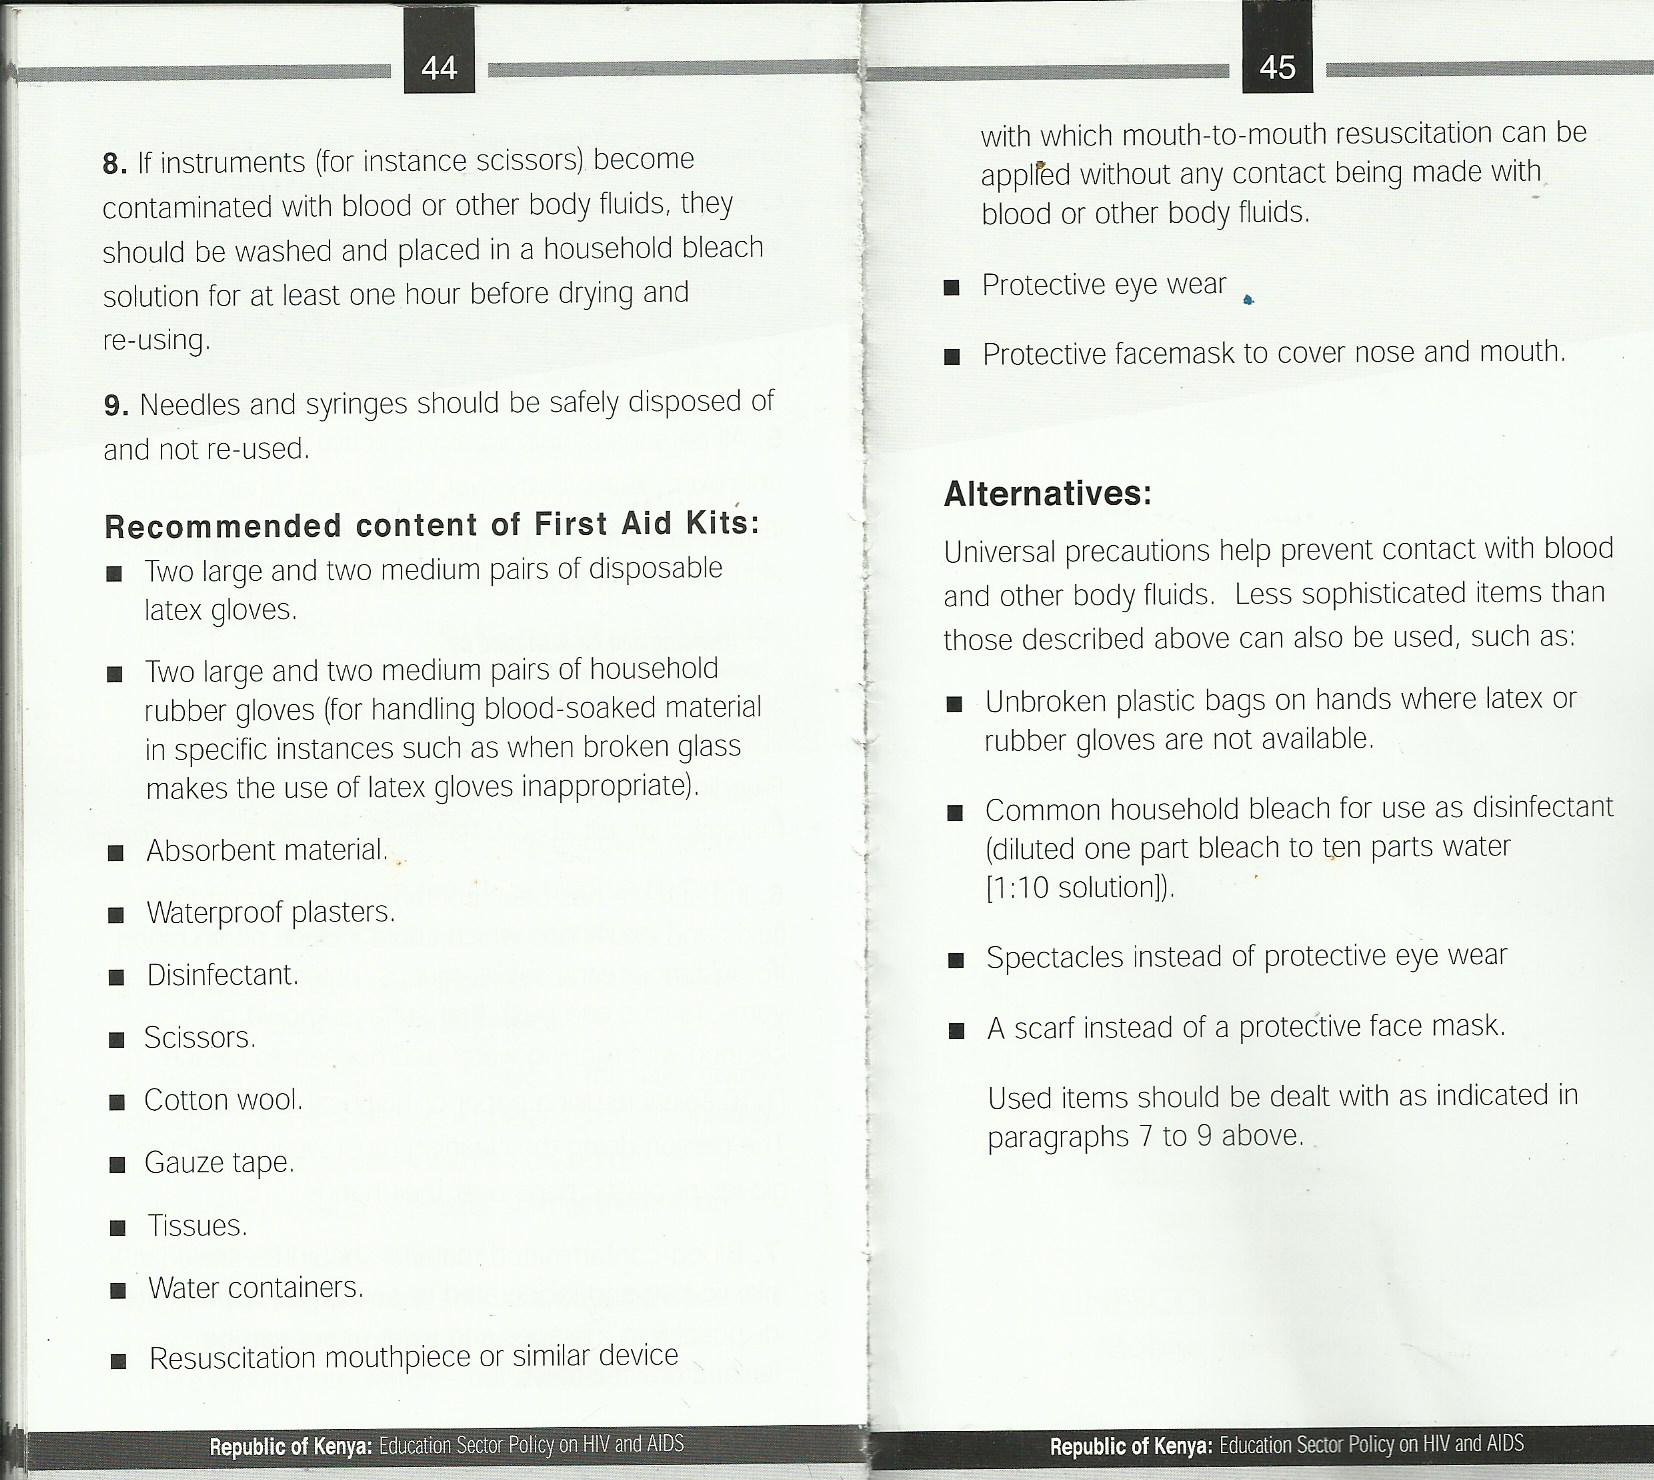 44
8. If instruments (for instance scissors) become
contaminated with blood or other body fluids, they
should be washed and placed in a household bleach
solution for at least one hour before drying and
re-using.
9. Needles and syringes should be safely disposed of
and not re-used.
Recommended content of First Aid Kits:
■ Two large and two medium pairs of disposable
latex gloves.
■ Two large and two medium pairs of household
rubber gloves (for handling blood-soaked material
in specific instances such as when broken glass
makes the use of latex gloves inappropriate).
■ Absorbent material.
■ Waterproof plasters.
■ Disinfectant.
■ Scissors.
■ Cotton wool.
■ Gauze tape.
■ Tissues.
■ Water containers.
■ Resuscitation mouthpiece or similar device
Republic of Kenya: Education Sector Policy on HIV and AIDS
45
with which mouth-to-mouth resuscitation can be
applied without any contact being made with
blood or other body fluids.
■ Protective eye wear
■ Protective facemask to cover nose and mouth.
Alternatives:
Universal precautions help prevent contact with blood
and other body fluids. Less sophisticated items than
those described above can also be used, such as:
■ Unbroken plastic bags on hands where latex or
rubber gloves are not available.
■ Common household bleach for use as disinfectant
(diluted one part bleach to ten parts water
[1:10 solution]).
■ Spectacles instead of protective eye wear
■ A scarf instead of a protective face mask.
Used items should be dealt with as indicated in
paragraphs 7 to 9 above.
Republic of Kenya: Education Sector Policy on HIV and AIDS